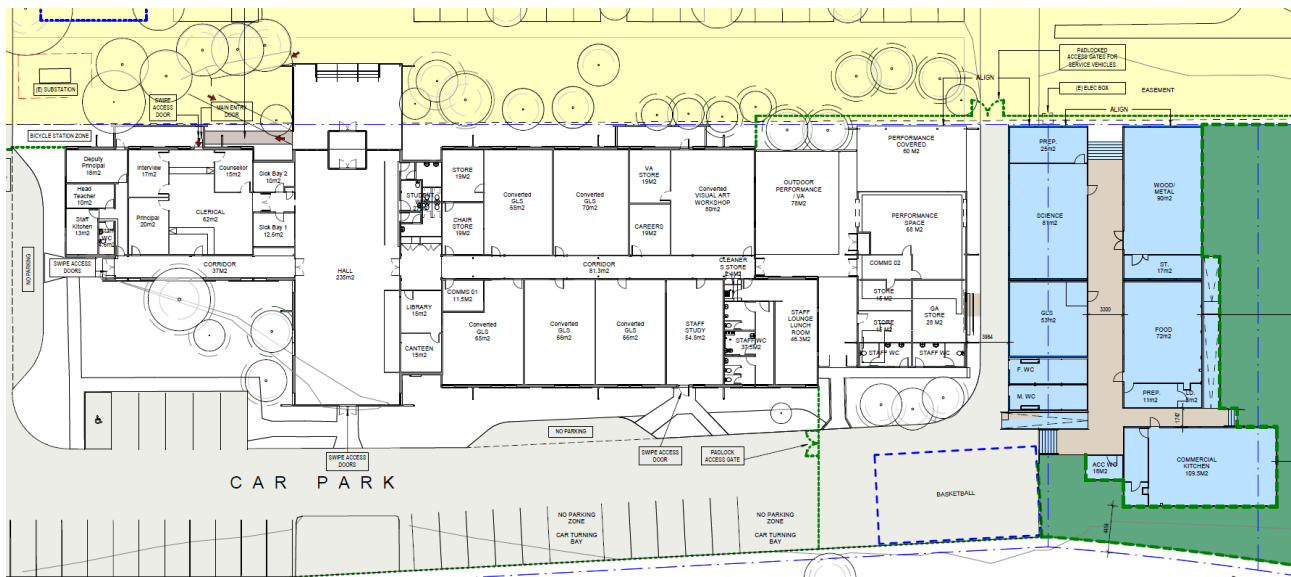 (E) SUBSTATION
SWIPE
ACCESS
DOOR
MAIN ENTRY
DOOR
BICYCLE STATION ZONE
PADLOCKED
ACCESS GATES FOR
SERVICE VEHICLES
ALIGN
(E) ELEC BOX
EASEMENT
ALIGN
Deputy
Principal
18m2
Interview
17m2
Counsellor
15m2
Sick Bay 2
10m2
Head
Teacher
10m2
Staff
Kitchen
13m2
Principal
20m2
CLERICAL
62m2
Sick Bay 1
12.6m2
SWIPE ACCESS
DOORS
NO PARKING
CORRIDOR
37M2
HALL
235m2
STORE
19M2
CHAIR
STORE
19M2
Converted
GLS
65m2
Converted
GLS
70m2
VA
STORE
19M2
CAREERS
19M2
Converted
VISUAL ART
WORKSHOP
80m2
OUTDOOR
PERFORMANCE
/ VA
78M2
PERFORMANCE
COVERED
60 M2
PERFORMANCE
SPACE
68 M2
CORRIDOR
81.3m2
CLEANER
S STORE
COMMS 02
COMMS 01
11.5M2
LIBRARY
15m2
CANTEEN
15m2
Converted
GLS
65m2
Converted
GLS
66m2
Converted
GLS
66m2
STAFF
STUDY
54.5m2
STAFF WC
STAFF
LOUNGE
LUNCH
ROOM
46.3M2
STORE
STORE
GA
STORE
28 M2
STAFF WC
STAFF WC
PREP.
25m2
SCIENCE
81m2
GLS
53m2
F. WC
M. WC
WOOD/
METAL
90m2
ST.
17m2
3300
3984
FOOD
72m2
PREP.
11m2
ACC WC
18M2
COMMERCIAL
KITCHEN
109.5M2
NO PARKING
SWIPE ACCESS
DOORS
SWIPE ACCESS
DOOR
PADLOCK
ACCESS GATE
CAR PARK
BASKETBALL
NO PARKING
ZONE
CAR TURNING
BAY
NO PARKING
ZONE
CAR TURNING
BAY